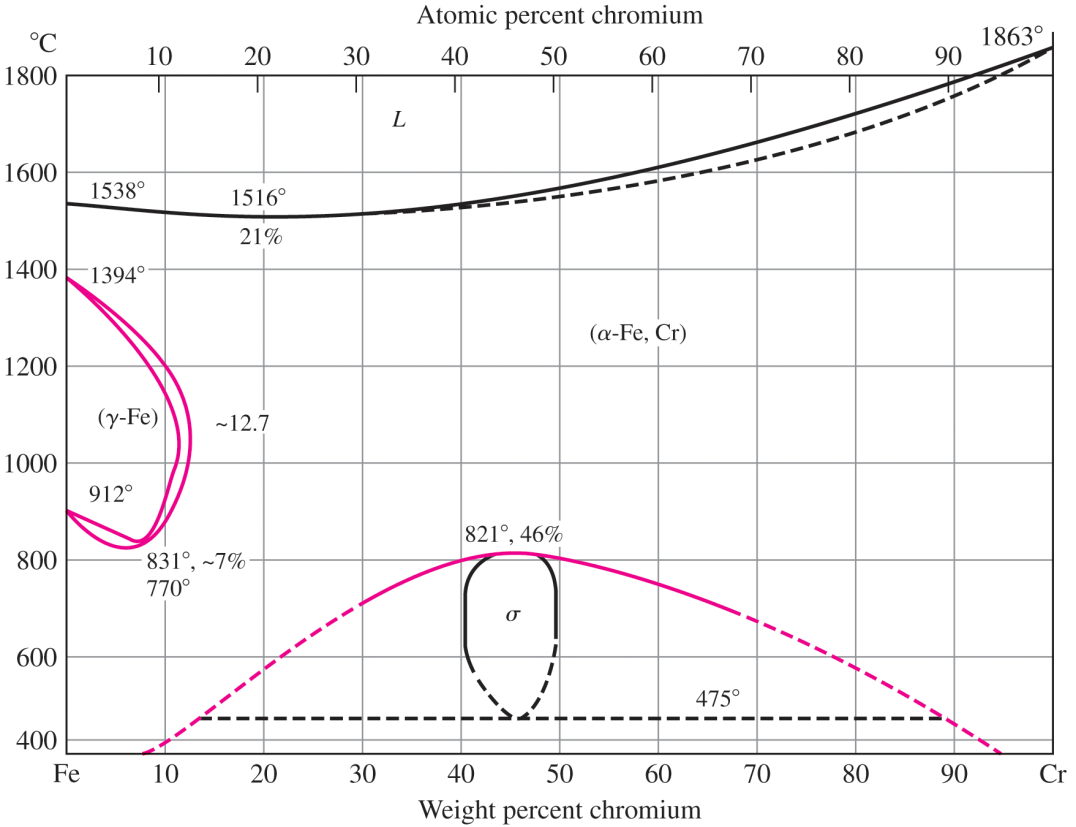 Atomic percent chromium
°C 10 20 30 40 50 60 70 80 90 1863°
1800
L
1600
1538° 1516°
21%
1400
1394°
(α-Fe, Cr)
1200
(γ-Fe) ~12.7
1000
912°
821°, 46%
800
831°, ~7%
770°
σ
600
475°
400
Fe 10 20 30 40 50 60 70 80 90 Cr
Weight percent chromium